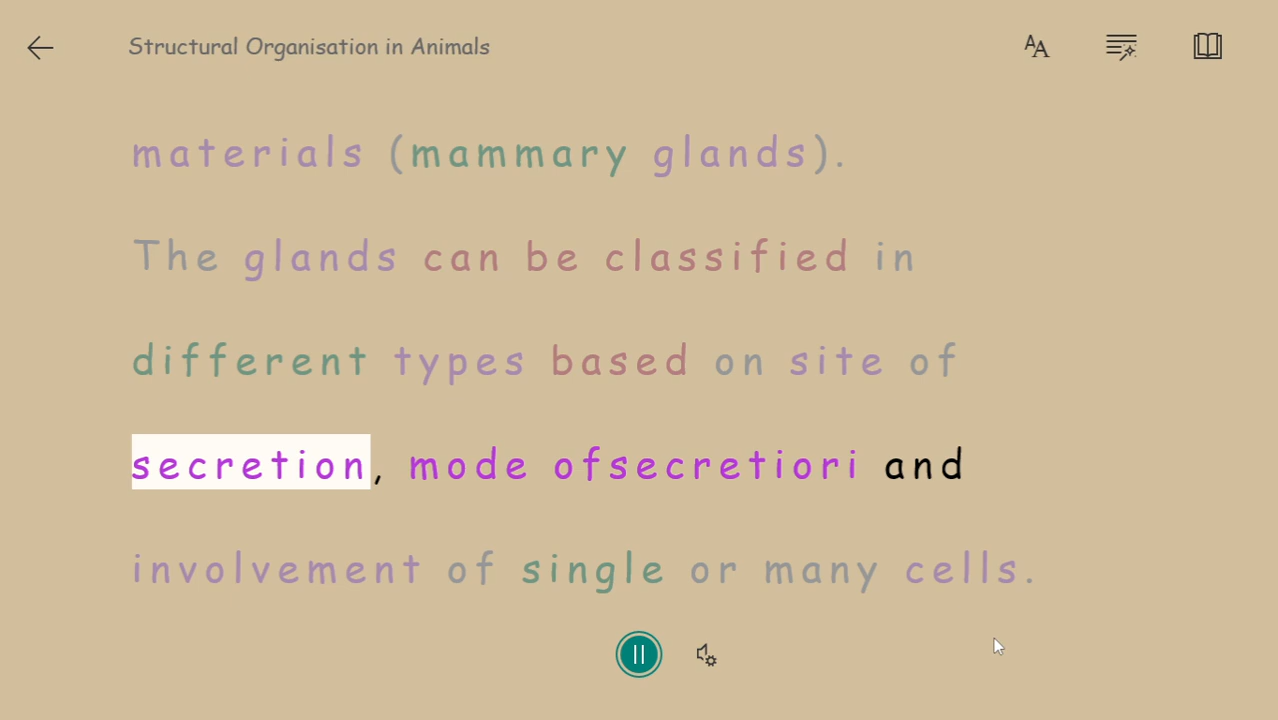 Structural Organisation in Animals
materials (mammary glands).
The glands can be classified in
different types based on site of
secretion, mode ofsecretiori and
involvement of single or many cells.